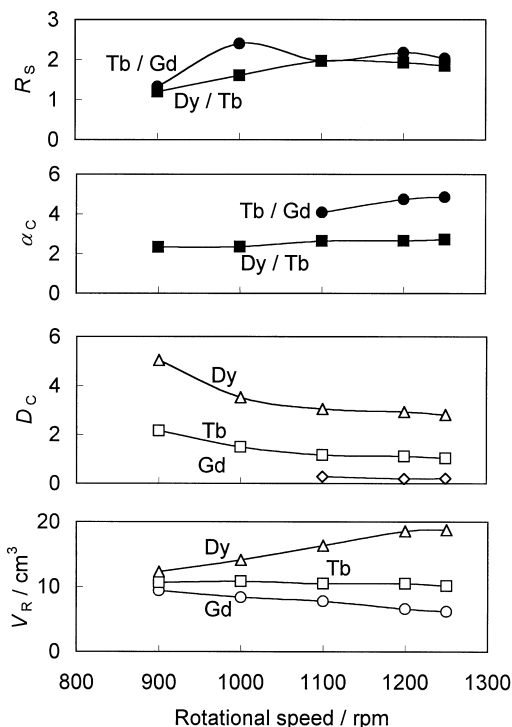 3
2
1
0
R_S
Tb / Gd
Dy / Tb
6
4
2
0
α_C
Tb / Gd
Dy / Tb
6
4
2
0
D_C
Dy
Tb
Gd
20
10
0
V_R / cm³
Dy
Tb
Gd
800 900 1000 1100 1200 1300
Rotational speed / rpm